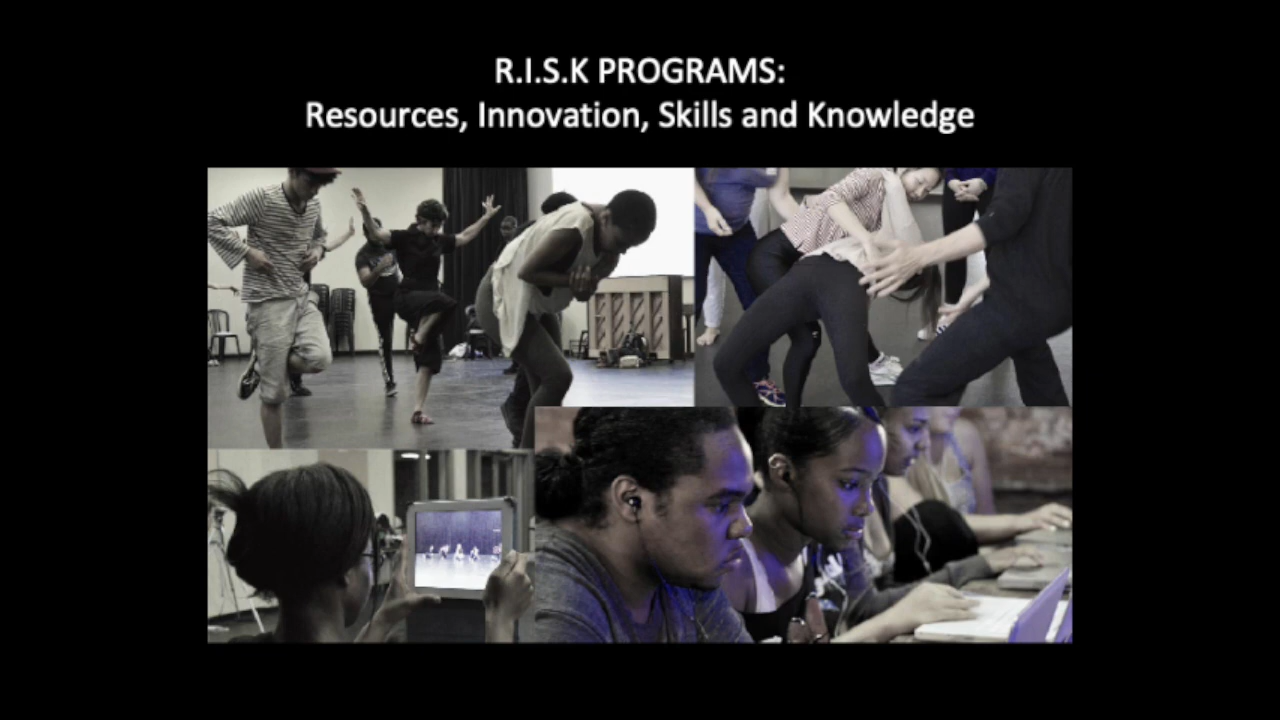 R.I.S.K PROGRAMS:
Resources, Innovation, Skills and Knowledge